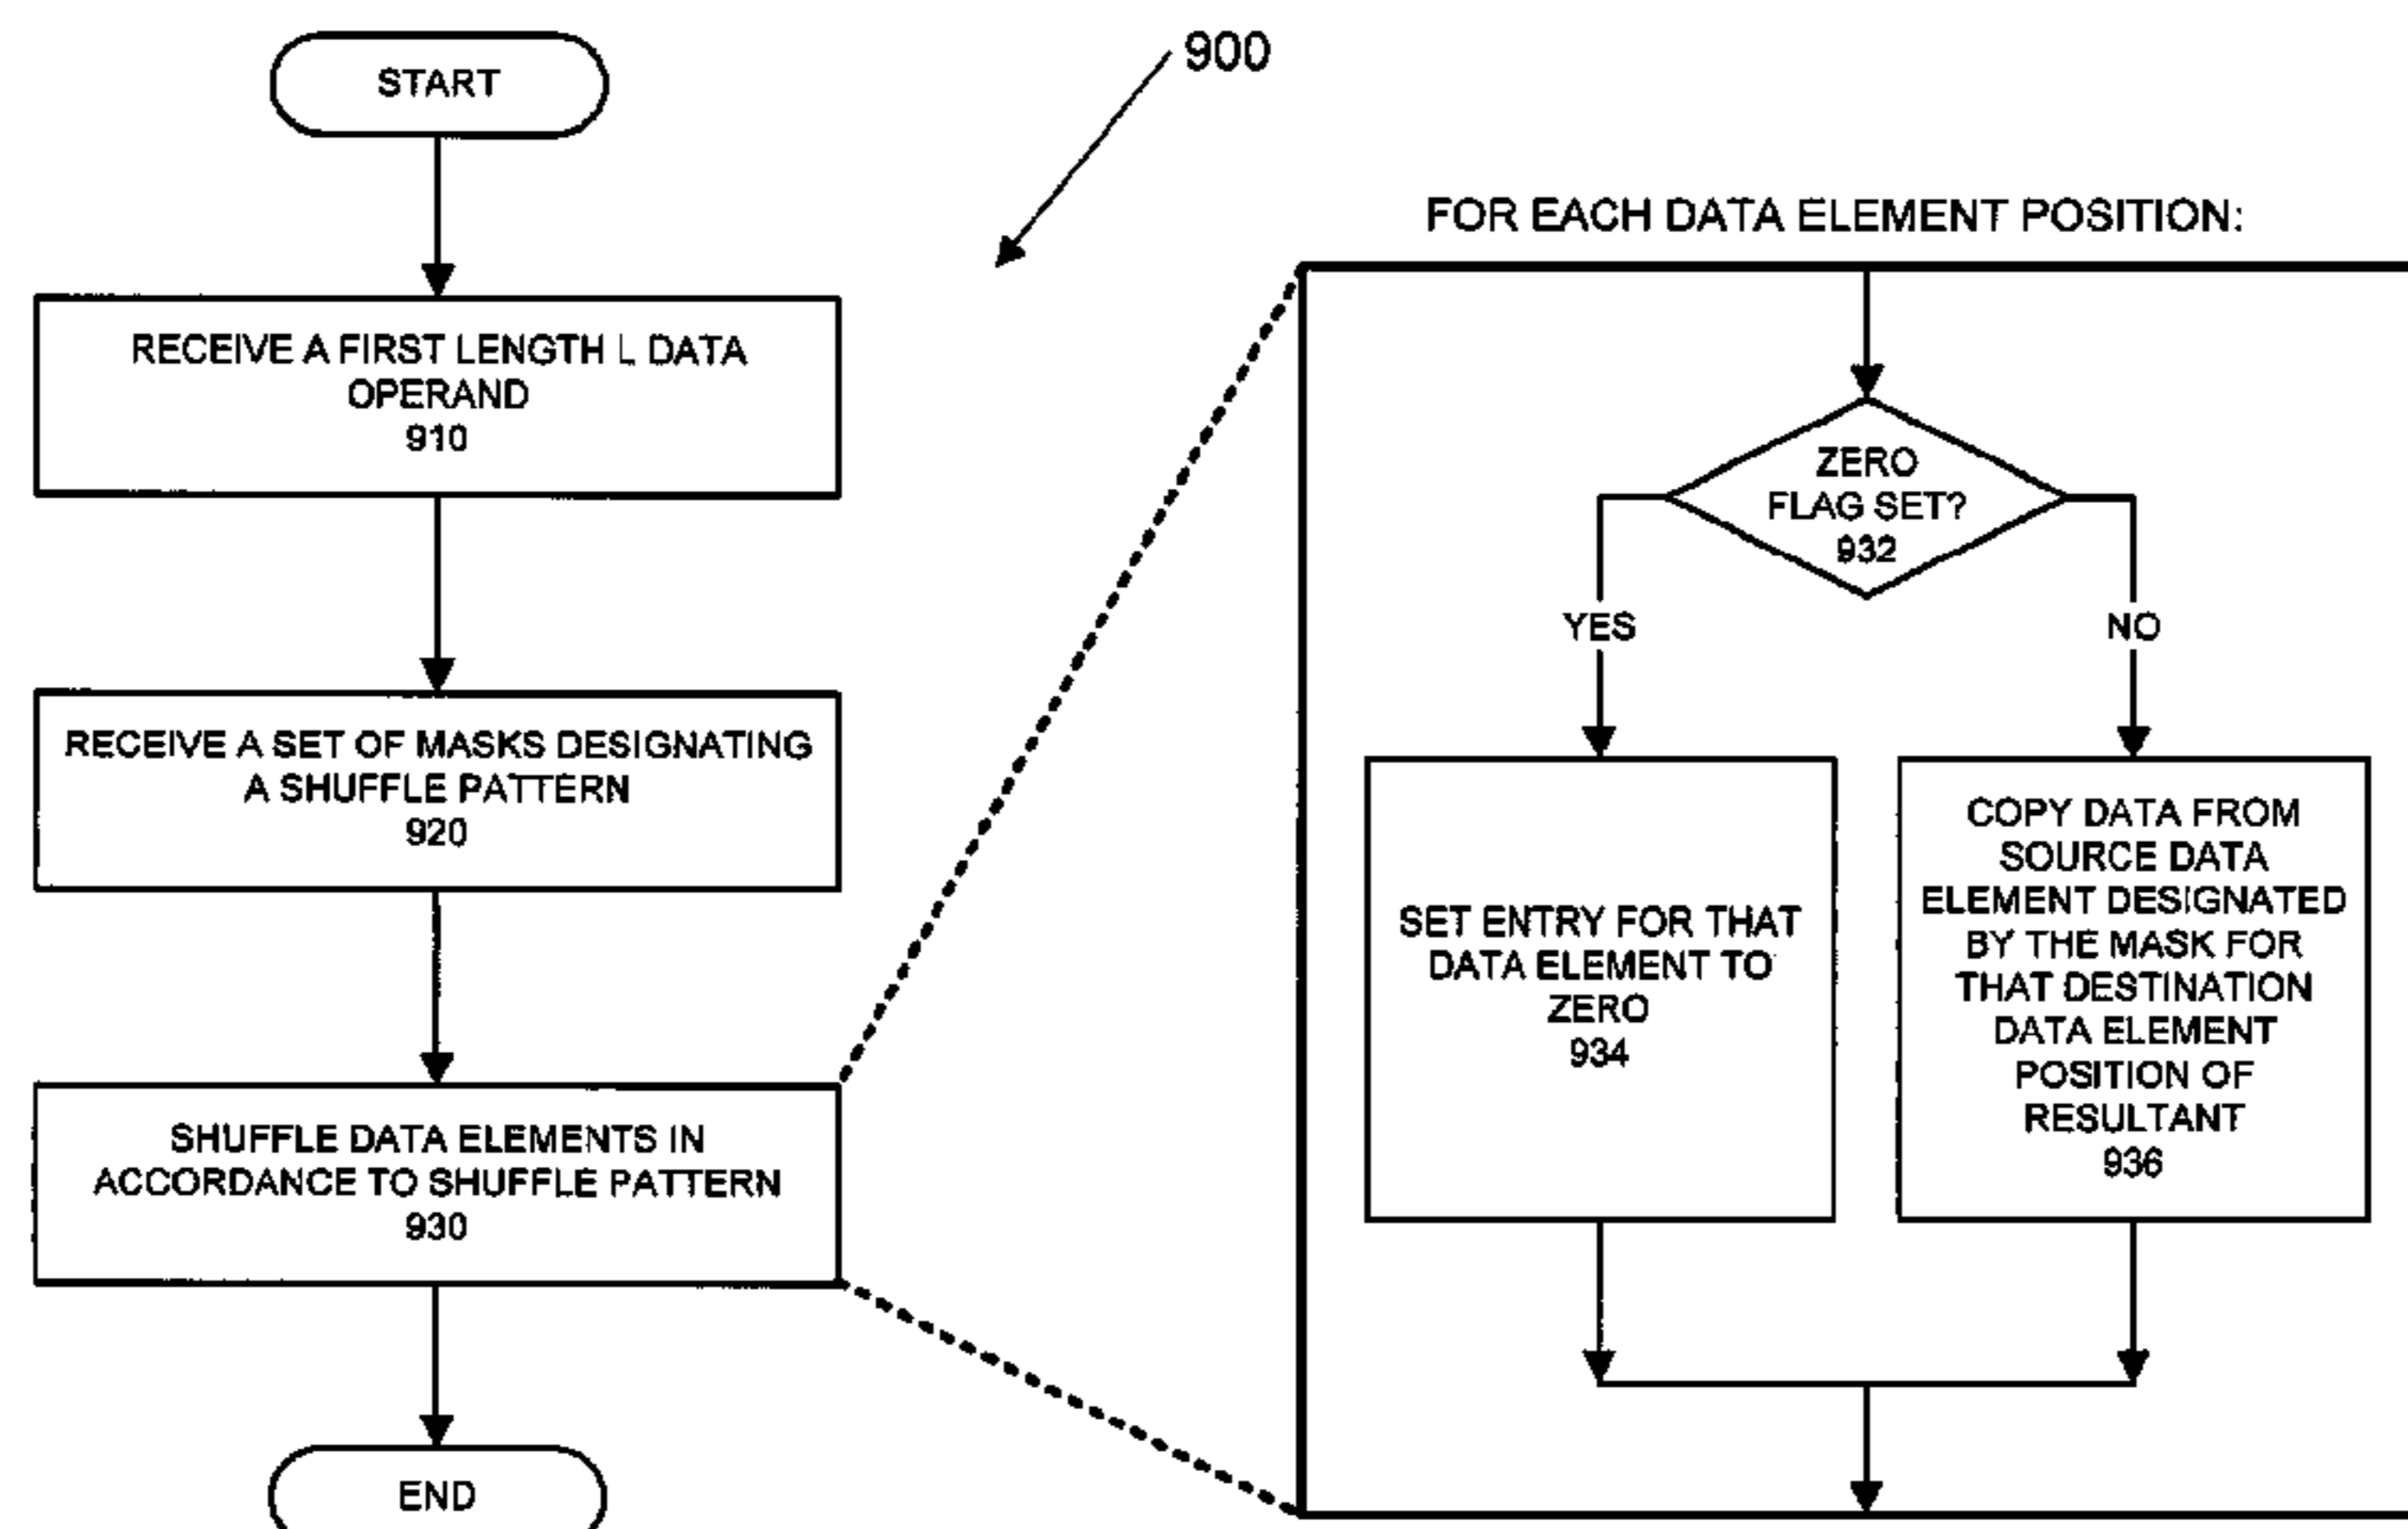 START
900
RECEIVE A FIRST LENGTH L DATA
OPERAND
910
RECEIVE A SET OF MASKS DESIGNATING
A SHUFFLE PATTERN
920
SHUFFLE DATA ELEMENTS IN
ACCORDANCE TO SHUFFLE PATTERN
930
END
FOR EACH DATA ELEMENT POSITION:
ZERO
FLAG SET?
932
YES
NO
SET ENTRY FOR THAT
DATA ELEMENT TO
ZERO
934
COPY DATA FROM
SOURCE DATA
ELEMENT DESIGNATED
BY THE MASK FOR
THAT DESTINATION
DATA ELEMENT
POSITION OF
RESULTANT
936